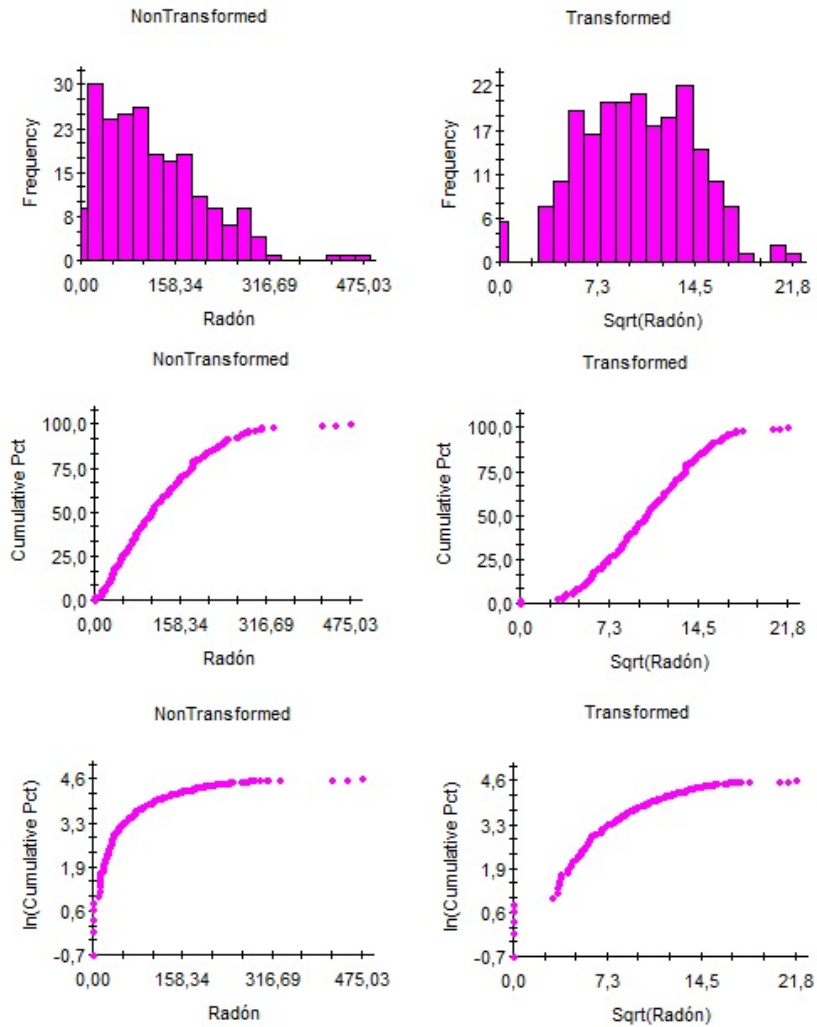 NonTransformed
Transformed
Frequency
30
23
15
8
0
0,00 158,34 316,69 475,03
Radón
Frequency
22
17
11
6
0
0,0 7,3 14,5 21,8
Sqrt(Radón)
NonTransformed
Transformed
Cumulative Pct
100,0
75,0
50,0
25,0
0,0
0,00 158,34 316,69 475,03
Radón
Cumulative Pct
100,0
75,0
50,0
25,0
0,0
0,0 7,3 14,5 21,8
Sqrt(Radón)
NonTransformed
Transformed
ln(Cumulative Pct)
4,6
3,3
1,9
0,6
-0,7
0,00 158,34 316,69 475,03
Radón
ln(Cumulative Pct)
4,6
3,3
1,9
0,6
-0,7
0,0 7,3 14,5 21,8
Sqrt(Radón)